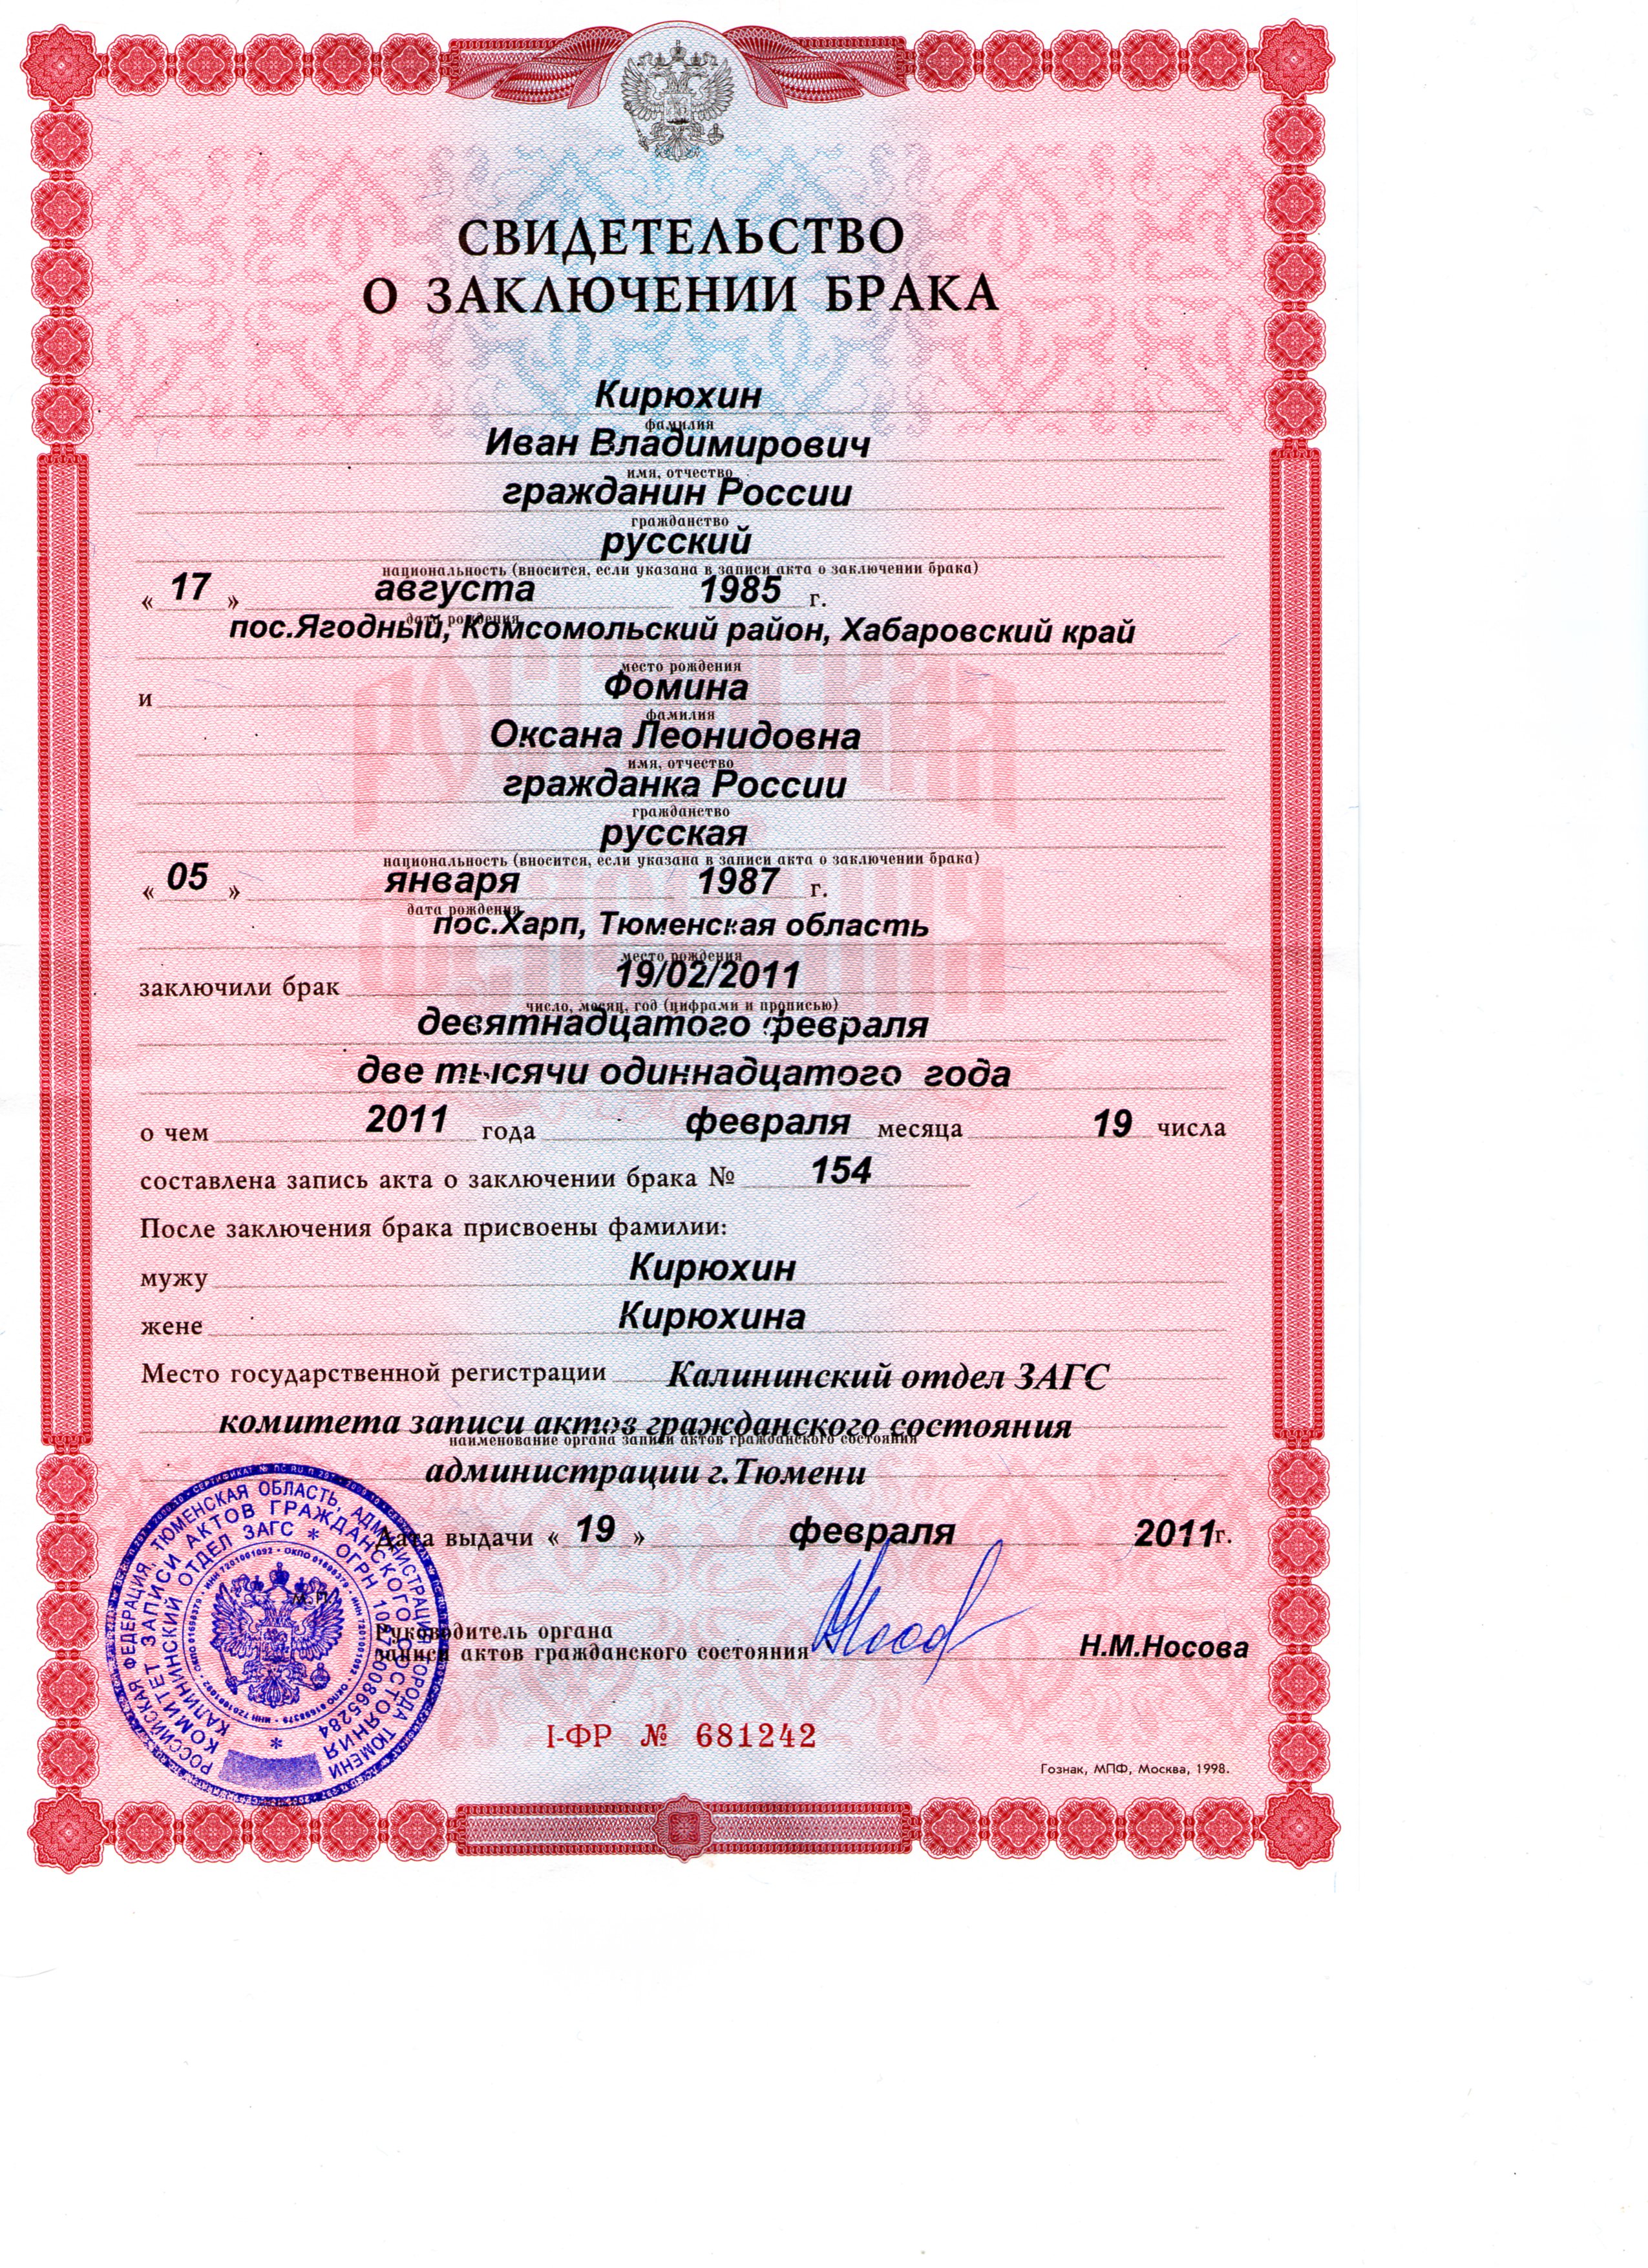 СВИДЕТЕЛЬСТВО
О ЗАКЛЮЧЕНИИ БРАКА
Кирюхин
фамилия
Иван Владимирович
имя, отчество
гражданин России
гражданство
русский
национальность (вносится, если указана в записи акта о заключении брака)
« 17 » августа 1985 г.
дата рождения
пос.Ягодный, Комсомольский район, Хабаровский край
место рождения
и Фомина
фамилия
Оксана Леонидовна
имя, отчество
гражданка России
гражданство
русская
национальность (вносится, если указана в записи акта о заключении брака)
« 05 » января 1987 г.
дата рождения
пос.Харп, Тюменская область
место рождения
заключили брак 19/02/2011
число, месяц, год (цифрами и прописью)
девятнадцатого февраля
две тысячи одиннадцатого года
о чем 2011 года февраля месяца 19 числа
составлена запись акта о заключении брака № 154
После заключения брака присвоены фамилии:
мужу Кирюхин
жене Кирюхина
Место государственной регистрации Калининский отдел ЗАГС
комитета записи актов гражданского состояния
наименование органа записи актов гражданского состояния
администрации г.Тюмени
Дата выдачи « 19 » февраля 2011г.
М.П.
Руководитель органа
записи актов гражданского состояния Н.М.Носова
I-ФР № 681242
Гознак, МПФ, Москва, 1998.
РОССИЙСКАЯ ФЕДЕРАЦИЯ, ТЮМЕНСКАЯ ОБЛАСТЬ, АДМИНИСТРАЦИЯ ГОРОДА ТЮМЕНИ
КОМИТЕТ ЗАПИСИ АКТОВ ГРАЖДАНСКОГО СОСТОЯНИЯ
КАЛИНИНСКИЙ ОТДЕЛ ЗАГС * ОГРН
РОССИЙСКАЯ
ФЕДЕРАЦИЯ